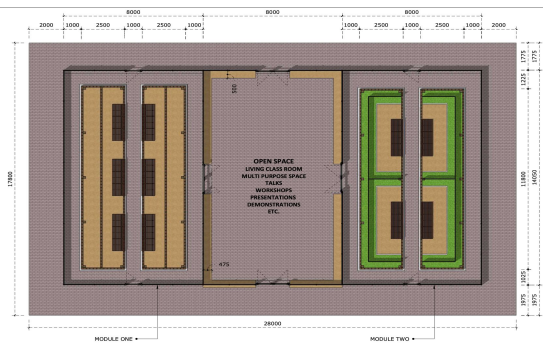 8000 8000 8000
2000 1000 2500 1000 2500 1000 1000 2500 1000 2500 1000 2000
1775 1775
1225
500
17800
OPEN SPACE
LIVING CLASS ROOM
MULTI PURPOSE SPACE
TALKS
WORKSHOPS
PRESENTATIONS
DEMONSTRATIONS
ETC.
11800 14050
475
1025
1975 1975
28000
MODULE ONE
MODULE TWO